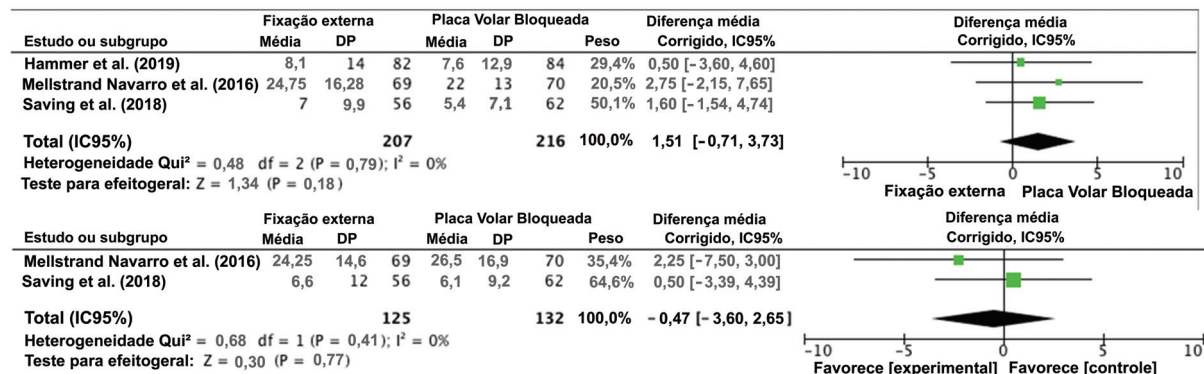 Fixação externa Placa Volar Bloqueada Diferença média Diferença média
Estudo ou subgrupo Média DP Média DP Peso Corrigido, IC95% Corrigido, IC95%
Hammer et al. (2019) 8,1 14 82 7,6 12,9 84 29,4% 0,50 [-3,60, 4,60]
Mellstrand Navarro et al. (2016) 24,75 16,28 69 22 13 70 20,5% 2,75 [-2,15, 7,65]
Saving et al. (2018) 7 9,9 56 5,4 7,1 62 50,1% 1,60 [-1,54, 4,74]
Total (IC95%) 207 216 100,0% 1,51 [-0,71, 3,73]
Heterogeneidade Qui² = 0,48 df = 2 (P = 0,79); I² = 0%
Teste para efeitogeral: Z = 1,34 (P = 0,18)
-10 -5 0 5 10
Fixação externa Placa Volar Bloqueada
Fixação externa Placa Volar Bloqueada Diferença média Diferença média
Estudo ou subgrupo Média DP Média DP Peso Corrigido, IC95% Corrigido, IC95%
Mellstrand Navarro et al. (2016) 24,25 14,6 69 26,5 16,9 70 35,4% 2,25 [-7,50, 3,00]
Saving et al. (2018) 6,6 12 56 6,1 9,2 62 64,6% 0,50 [-3,39, 4,39]
Total (IC95%) 125 132 100,0% -0,47 [-3,60, 2,65]
Heterogeneidade Qui² = 0,68 df = 1 (P = 0,41); I² = 0%
Teste para efeitogeral: Z = 0,30 (P = 0,77)
-10 -5 0 5 10
Favorece [experimental] Favorece [controle]